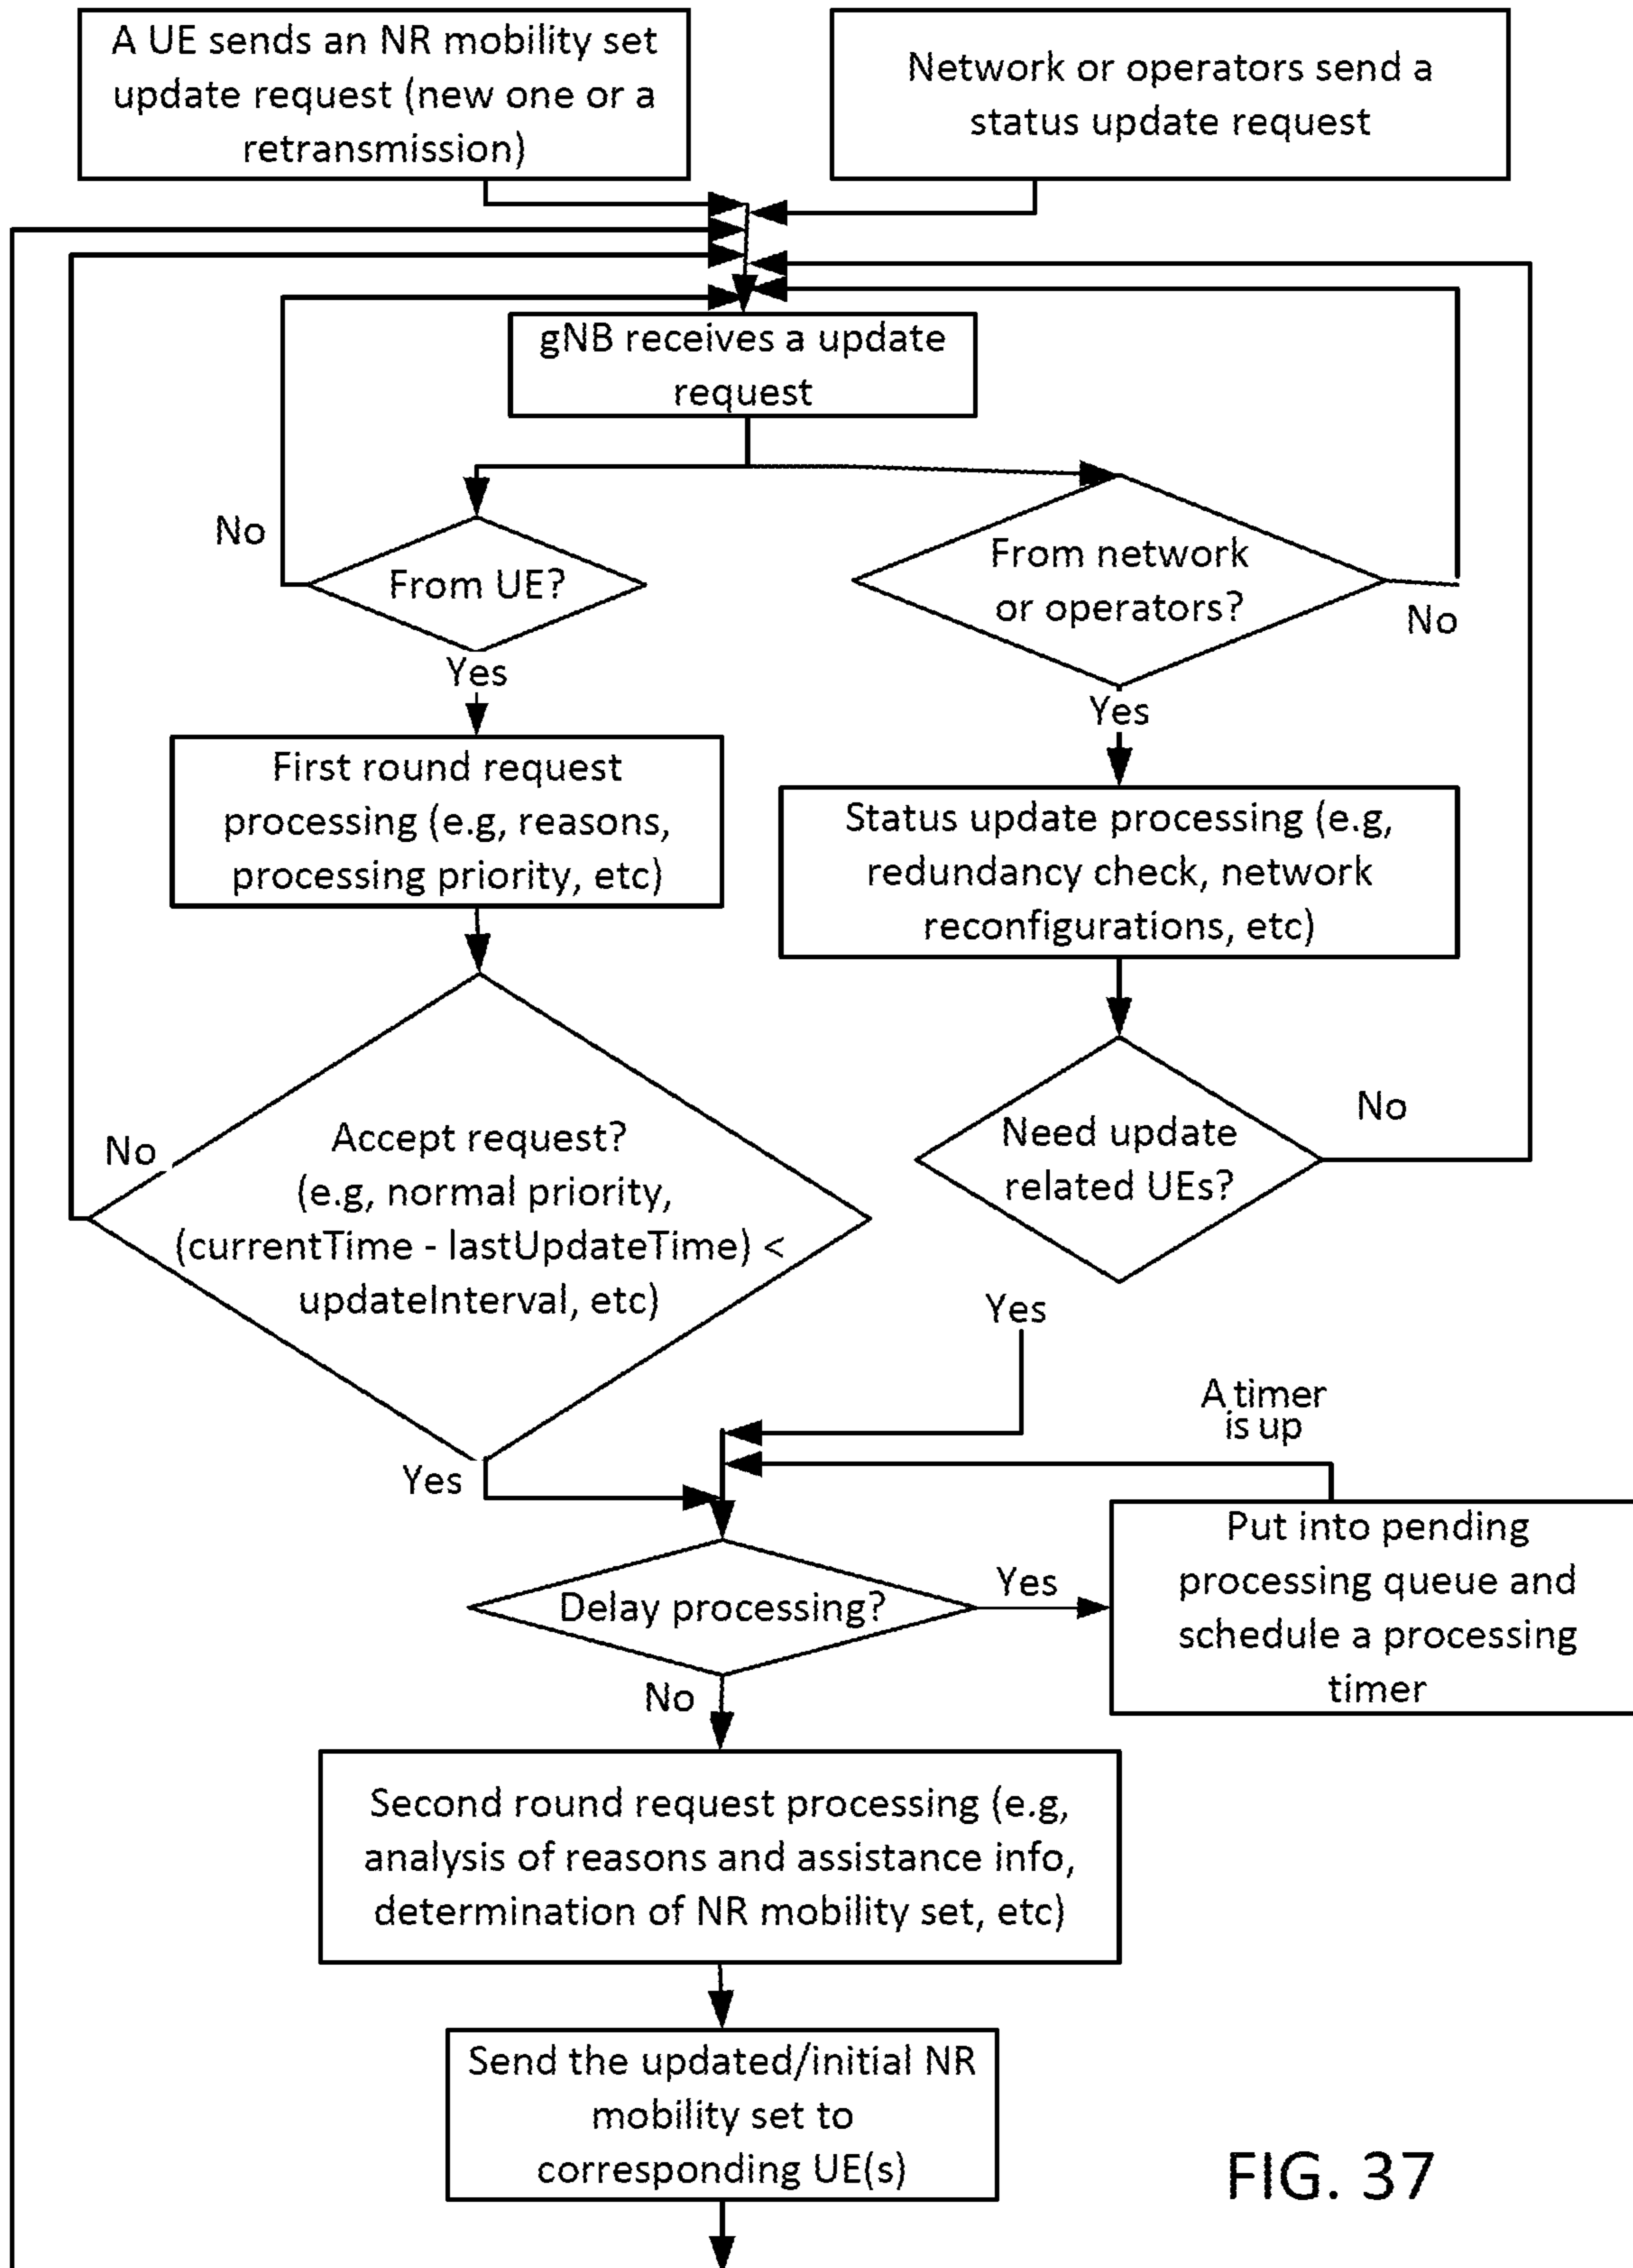 A UE sends an NR mobility set
update request (new one or a
retransmission)
Network or operators send a
status update request
gNB receives a update
request
No
From UE?
Yes
From network
or operators?
No
Yes
First round request
processing (e.g, reasons,
processing priority, etc)
Status update processing (e.g,
redundancy check, network
reconfigurations, etc)
No
Accept request?
(e.g, normal priority,
(currentTime - lastUpdateTime) <
updateInterval, etc)
Yes
Need update
related UEs?
No
Yes
A timer
is up
Delay processing?
Yes
Put into pending
processing queue and
schedule a processing
timer
No
Second round request processing (e.g,
analysis of reasons and assistance info,
determination of NR mobility set, etc)
Send the updated/initial NR
mobility set to
corresponding UE(s)
FIG. 37